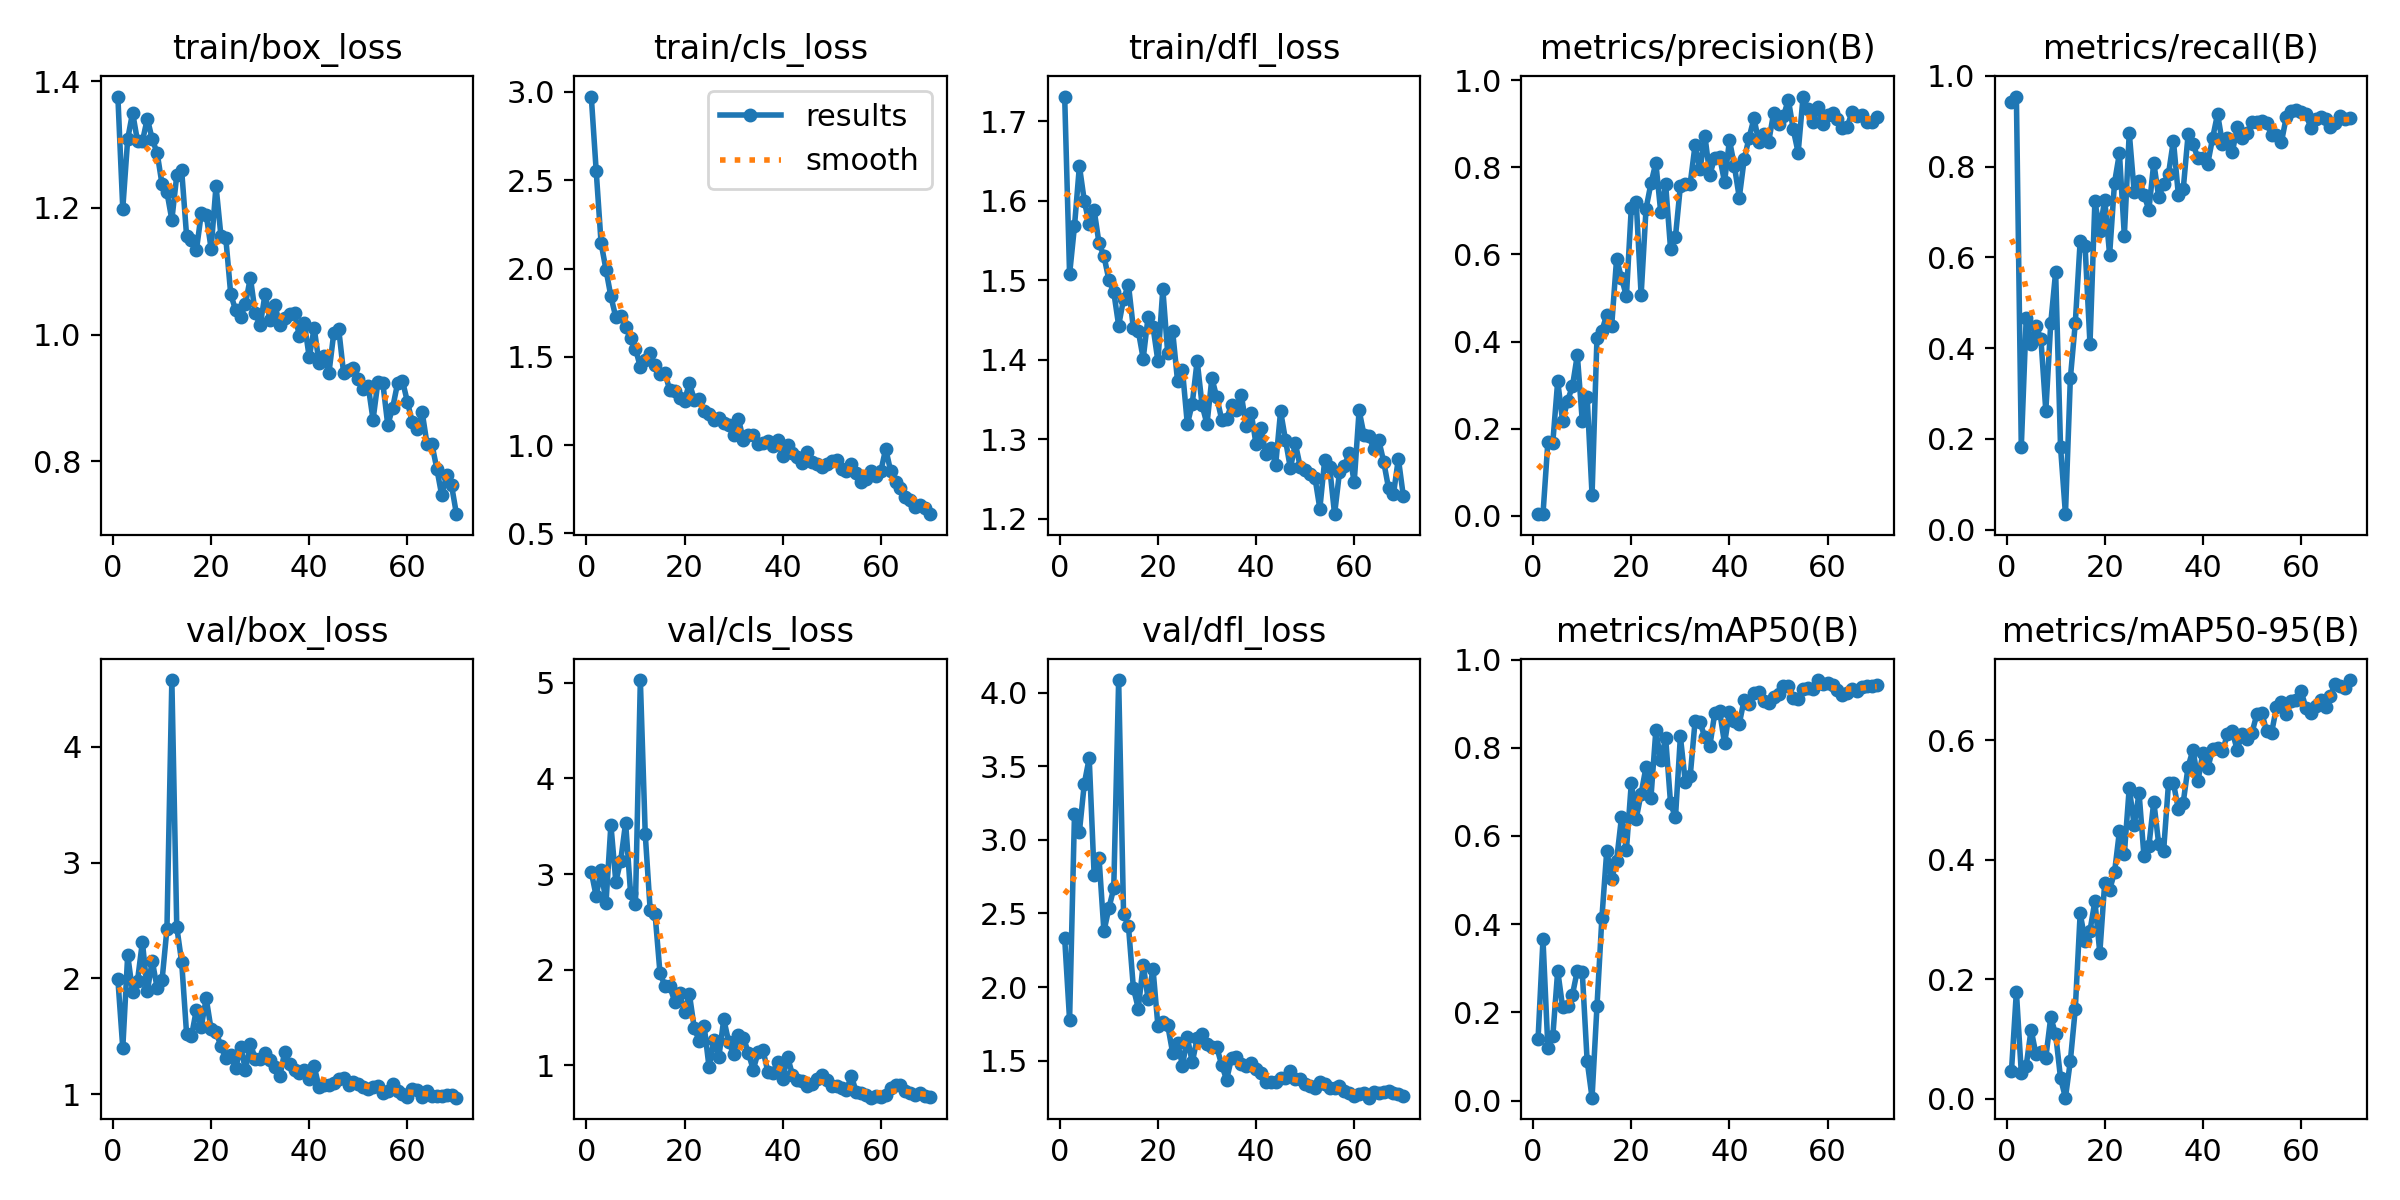 train/box_loss
train/cls_loss
train/dfl_loss
metrics/precision(B)
metrics/recall(B)
1.4
1.2
1.0
0.8
0 20 40 60
3.0
2.5
2.0
1.5
1.0
0.5
results
smooth
0 20 40 60
1.7
1.6
1.5
1.4
1.3
1.2
0 20 40 60
1.0
0.8
0.6
0.4
0.2
0.0
0 20 40 60
1.0
0.8
0.6
0.4
0.2
0.0
0 20 40 60
val/box_loss
val/cls_loss
val/dfl_loss
metrics/mAP50(B)
metrics/mAP50-95(B)
4
3
2
1
0 20 40 60
5
4
3
2
1
0 20 40 60
4.0
3.5
3.0
2.5
2.0
1.5
0 20 40 60
1.0
0.8
0.6
0.4
0.2
0.0
0 20 40 60
0.6
0.4
0.2
0.0
0 20 40 60